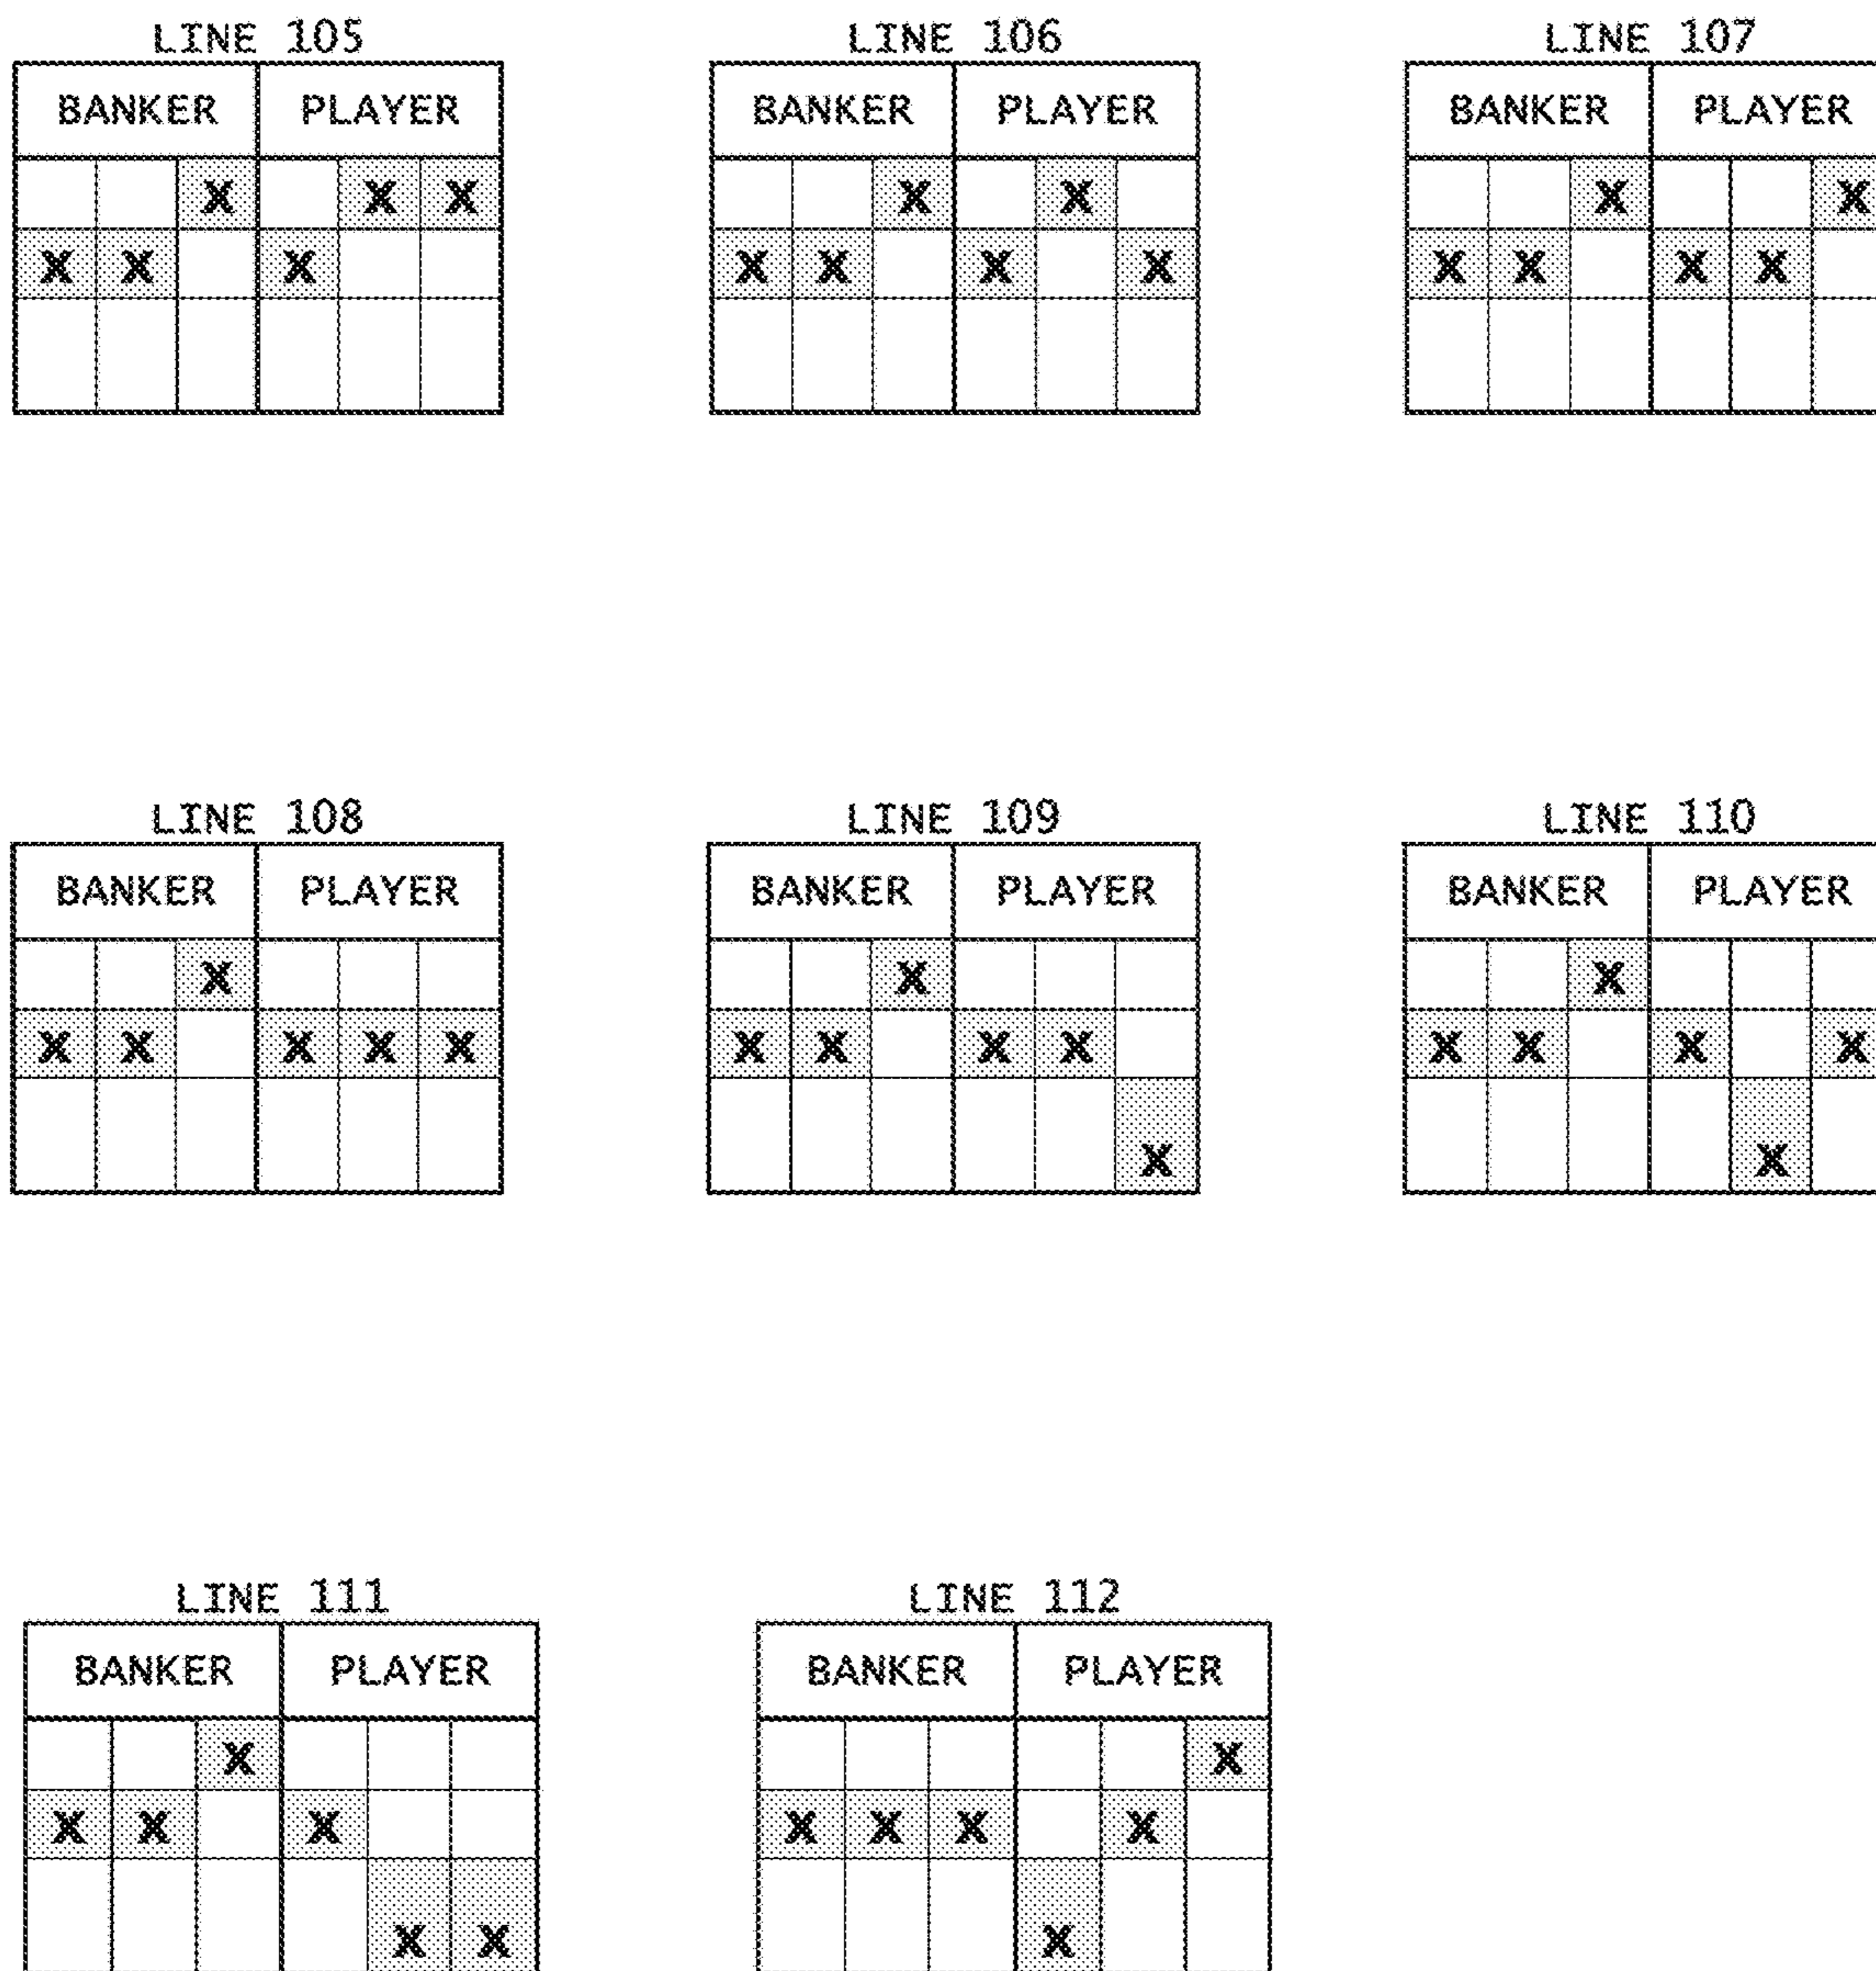 LINE 105 LINE 106 LINE 107
BANKER PLAYER BANKER PLAYER BANKER PLAYER
X X X X X X
X X X X X X X X X X X
X
LINE 108 LINE 109 LINE 110
BANKER PLAYER BANKER PLAYER BANKER PLAYER
X X X
X X X X X X X X X X X X X
X X
LINE 111 LINE 112
BANKER PLAYER BANKER PLAYER
X X
X X X X X X X
X X X